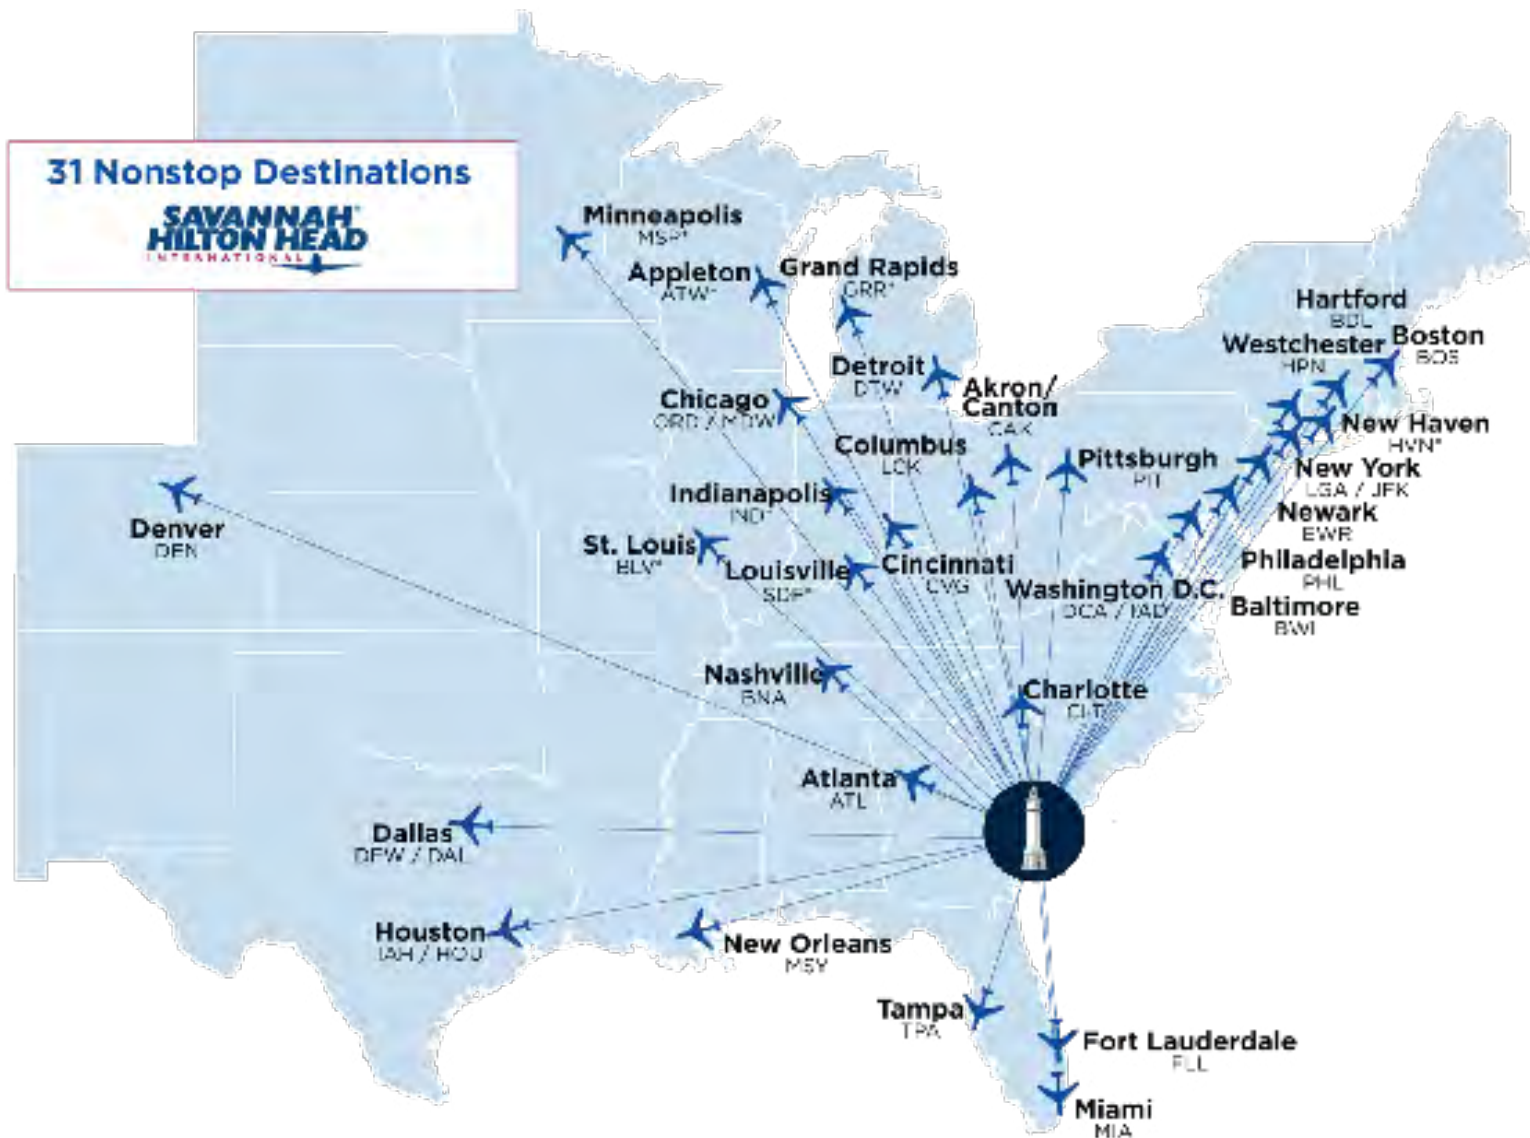 31 Nonstop Destinations
SAVANNAH
HILTON HEAD
INTERNATIONAL
Minneapolis
MSP*
Appleton
ATW*
Grand Rapids
GRR*
Hartford
BDL
Boston
BOS
Westchester
HPN
Detroit
DTW
Akron/
Canton
CAK
Chicago
ORD / MDW
New Haven
HVN*
Columbus
LCK
Pittsburgh
PIT
New York
LGA / JFK
Indianapolis
IND*
Newark
EWR
Denver
DEN
St. Louis
BLV*
Louisville
SDF*
Cincinnati
CVG
Philadelphia
PHL
Washington D.C.
DCA / IAD
Baltimore
BWI
Nashville
BNA
Charlotte
CLT
Atlanta
ATL
Dallas
DFW / DAL
Houston
IAH / HOU
New Orleans
MSY
Tampa
TPA
Fort Lauderdale
FLL
Miami
MIA